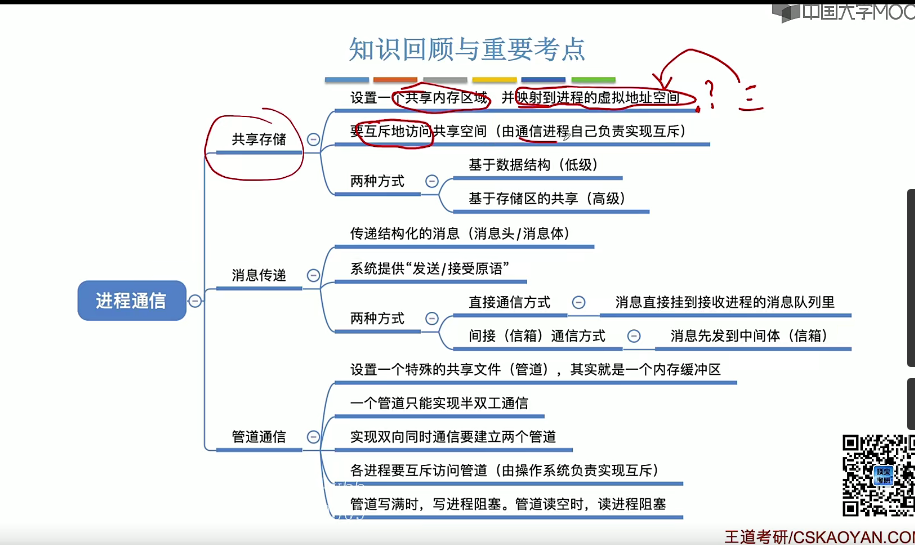 中国大学MOO
知识回顾与重要考点
设置一个共享内存区域，并映射到进程的虚拟地址空间
?
共享存储
要互斥地访问共享空间（由通信进程自己负责实现互斥）
两种方式
基于数据结构（低级）
基于存储区的共享（高级）
传递结构化的消息（消息头/消息体）
消息传递
系统提供“发送/接受原语”
两种方式
直接通信方式
消息直接挂到接收进程的消息队列里
间接（信箱）通信方式
消息先发到中间体（信箱）
进程通信
设置一个特殊的共享文件（管道），其实就是一个内存缓冲区
一个管道只能实现半双工通信
管道通信
实现双向同时通信要建立两个管道
各进程要互斥访问管道（由操作系统负责实现互斥）
管道写满时，写进程阻塞。管道读空时，读进程阻塞
王道考研/CSKAOYAN.COM